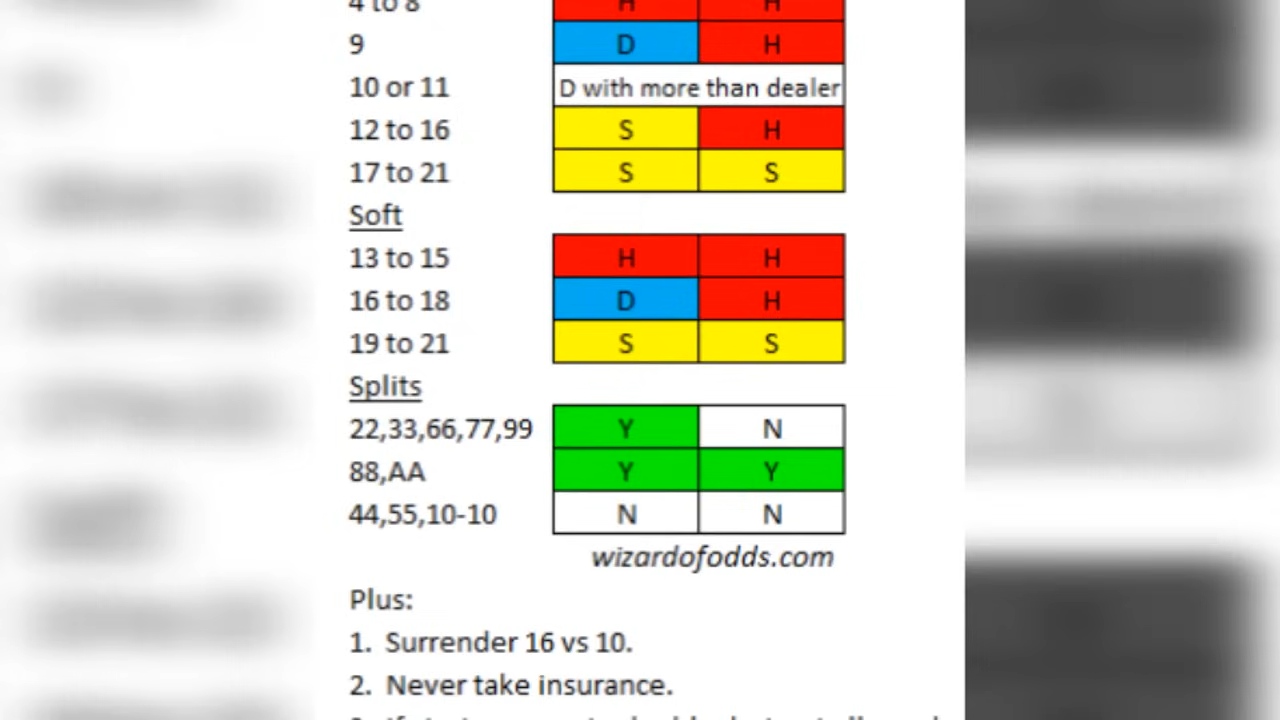 4 to 8 H H
9 D H
10 or 11 D with more than dealer
12 to 16 S H
17 to 21 S S
Soft
13 to 15 H H
16 to 18 D H
19 to 21 S S
Splits
22,33,66,77,99 Y N
88,AA Y Y
44,55,10-10 N N
wizardofodds.com
Plus:
1. Surrender 16 vs 10.
2. Never take insurance.